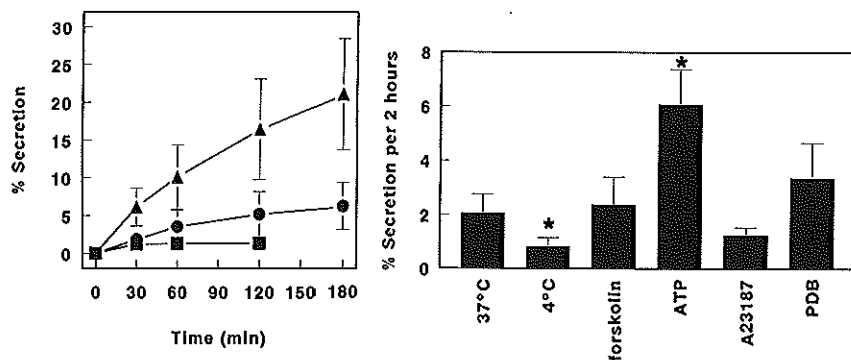 % Secretion
30
25
20
15
10
5
0
0 30 60 90 120 150 180
Time (min)
% Secretion per 2 hours
8
6
4
2
0
*
*
37°C
4°C
forskolin
ATP
A23187
PDB